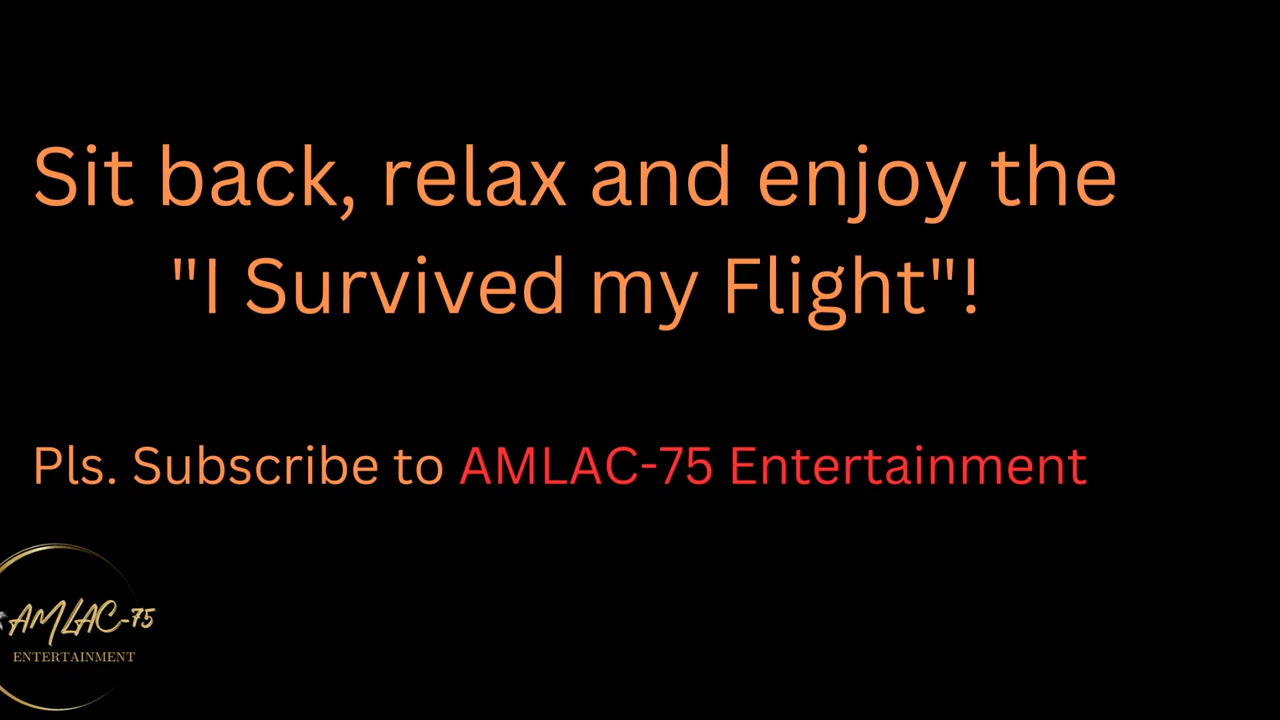 Sit back, relax and enjoy the
"I Survived my Flight"!
Pls. Subscribe to AMLAC-75 Entertainment
AMLAC-75
ENTERTAINMENT